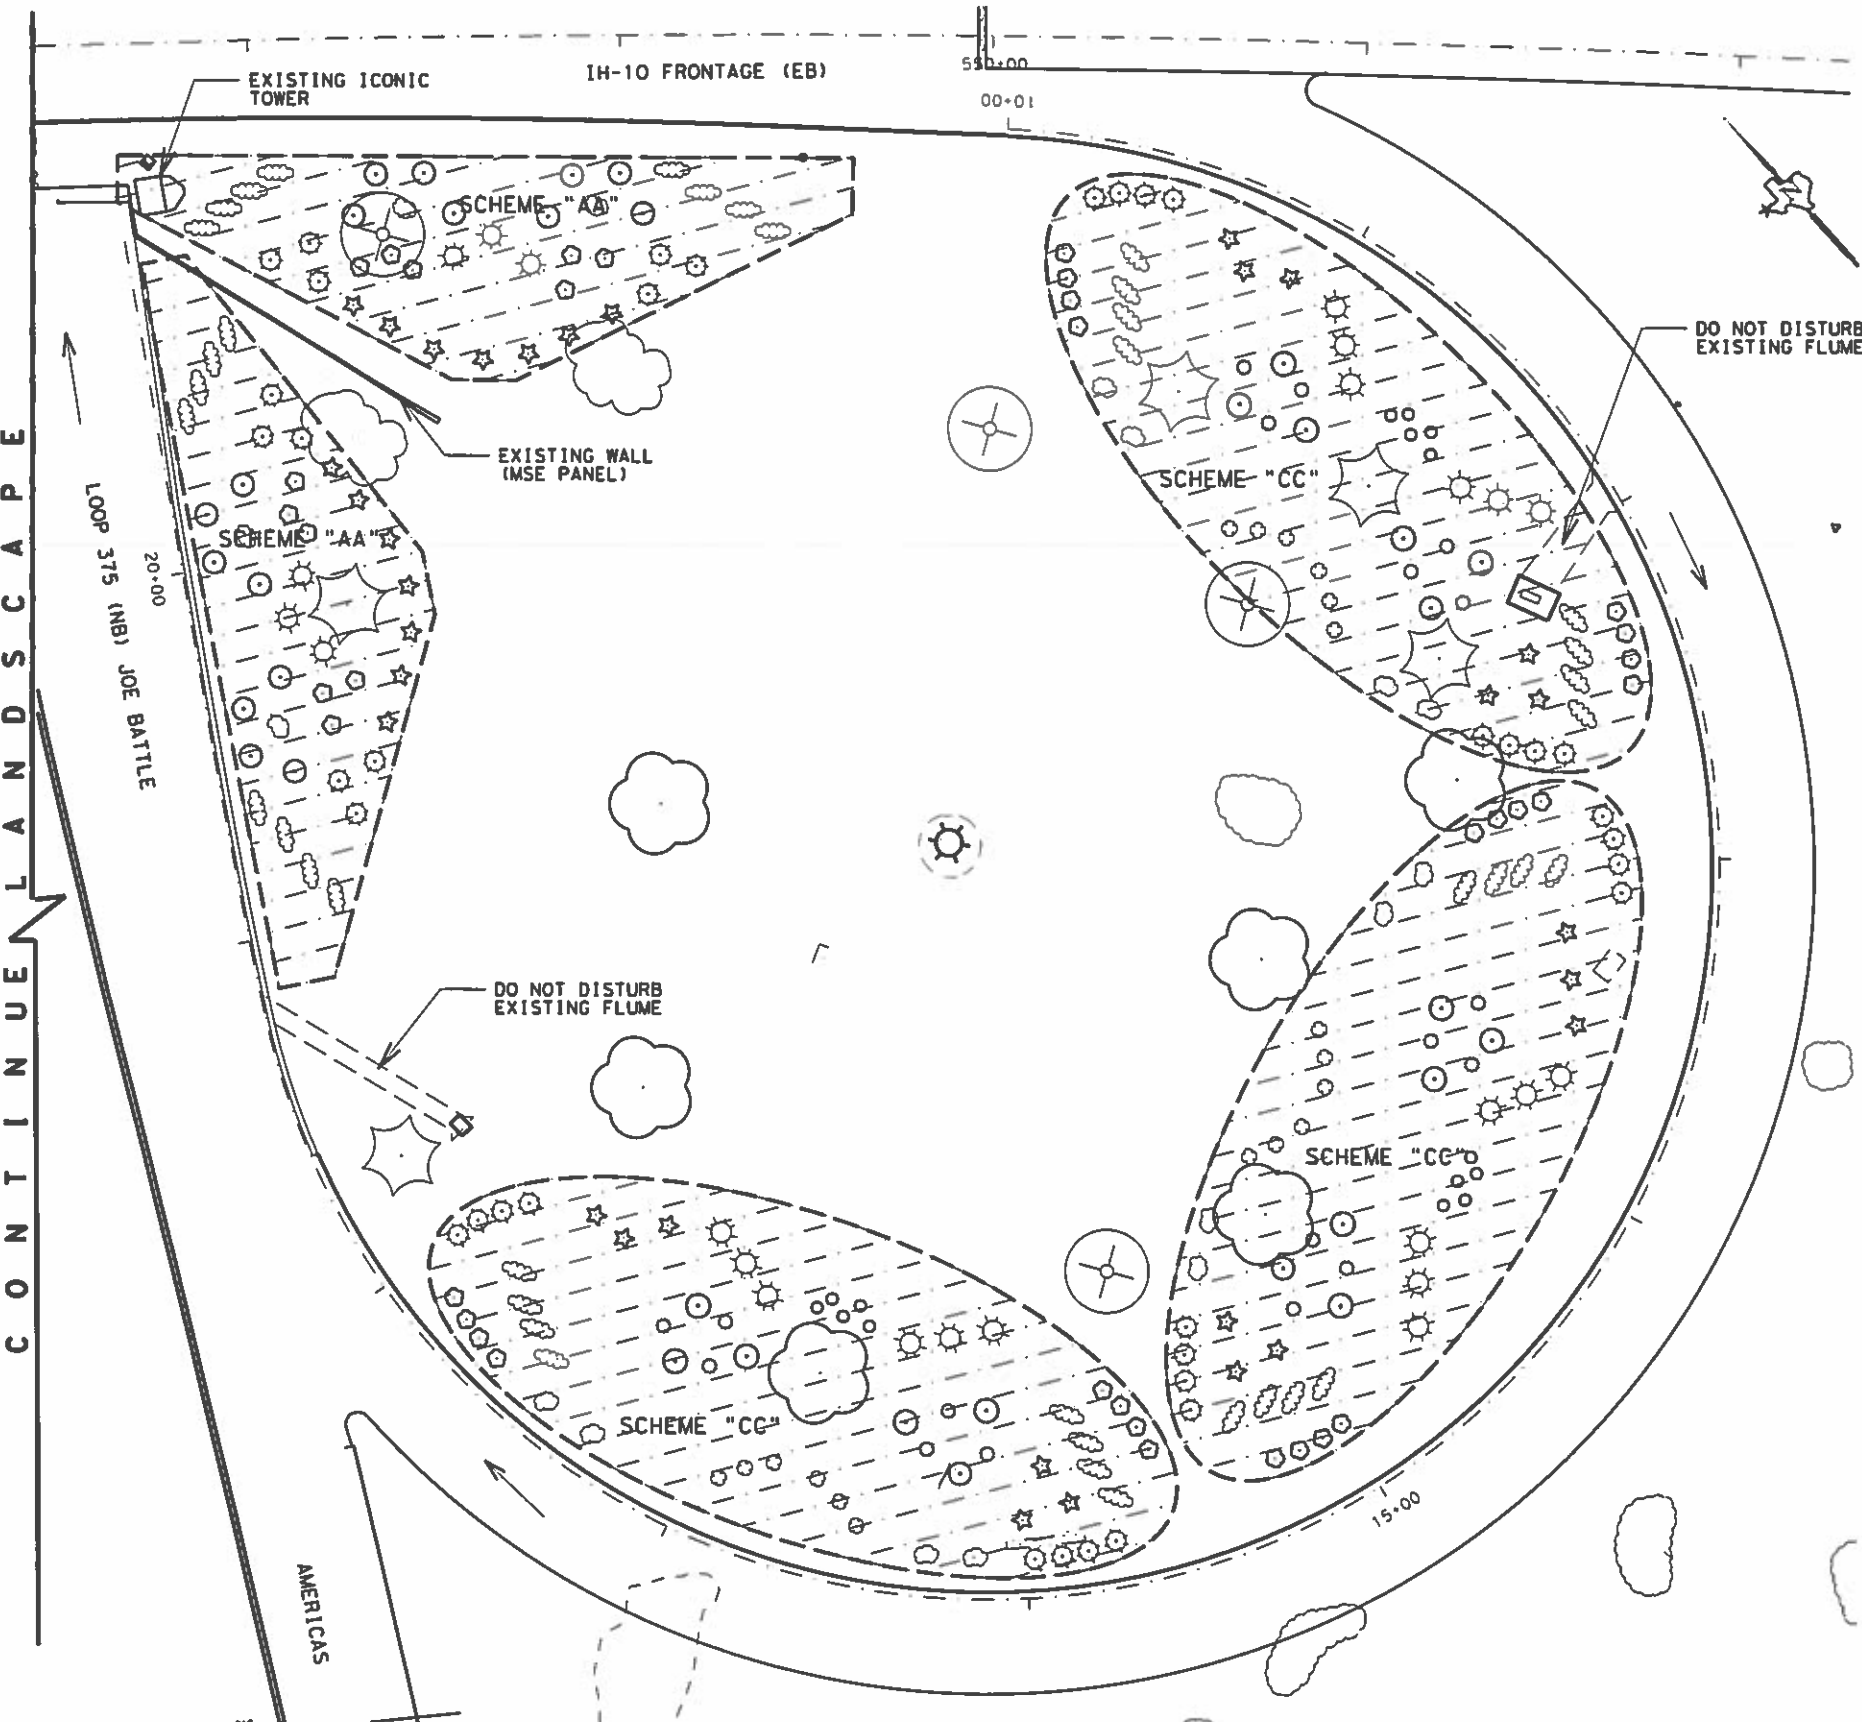 IH-10 FRONTAGE (EB)
550+00
10+00
EXISTING ICONIC
TOWER
SCHEME "AA"
DO NOT DISTURB
EXISTING FLUME
EXISTING WALL
(MSE PANEL)
SCHEME "CC"
SCHEME "AA"
20+00
LOOP 375 (NB) JOE BATTLE
CONTINUE LANDSCAPE
DO NOT DISTURB
EXISTING FLUME
SCHEME "CC"
SCHEME "CC"
15+00
AMERICAS